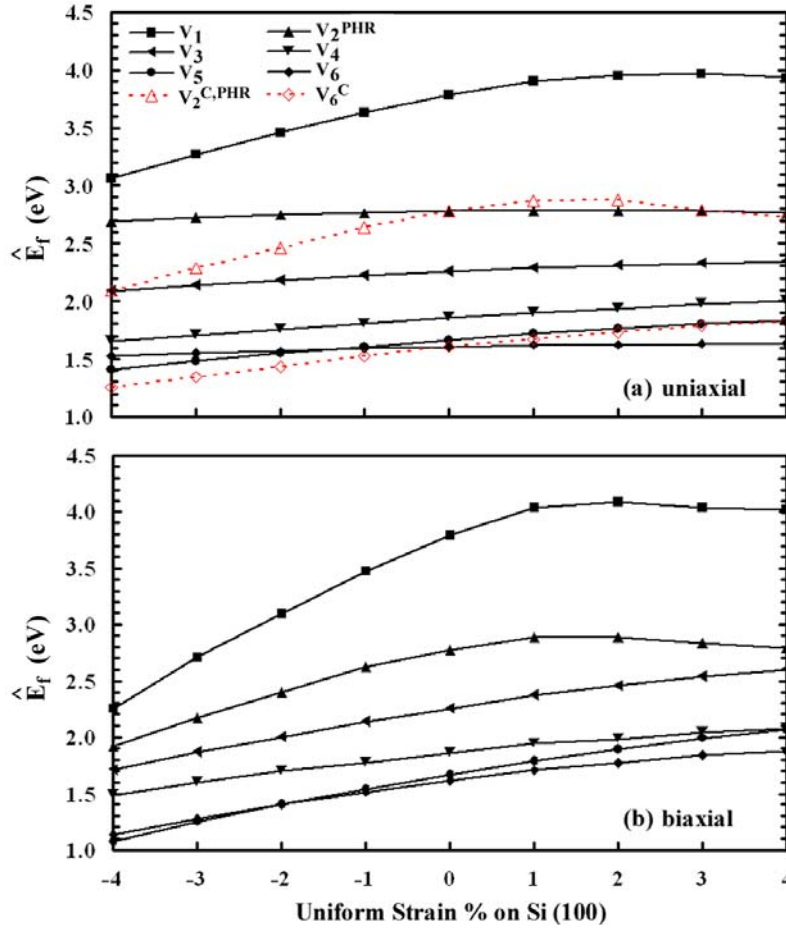 4.5
V₁ V₂ᴾᴴᴿ
V₃ V₄
V₅ V₆
V₂ᶜ,ᴾᴴᴿ V₆ᶜ
4.0
3.5
3.0
2.5
2.0
1.5
1.0
Ê_f (eV)
(a) uniaxial
4.5
4.0
3.5
3.0
2.5
2.0
1.5
1.0
Ê_f (eV)
(b) biaxial
-4 -3 -2 -1 0 1 2 3 4
Uniform Strain % on Si (100)